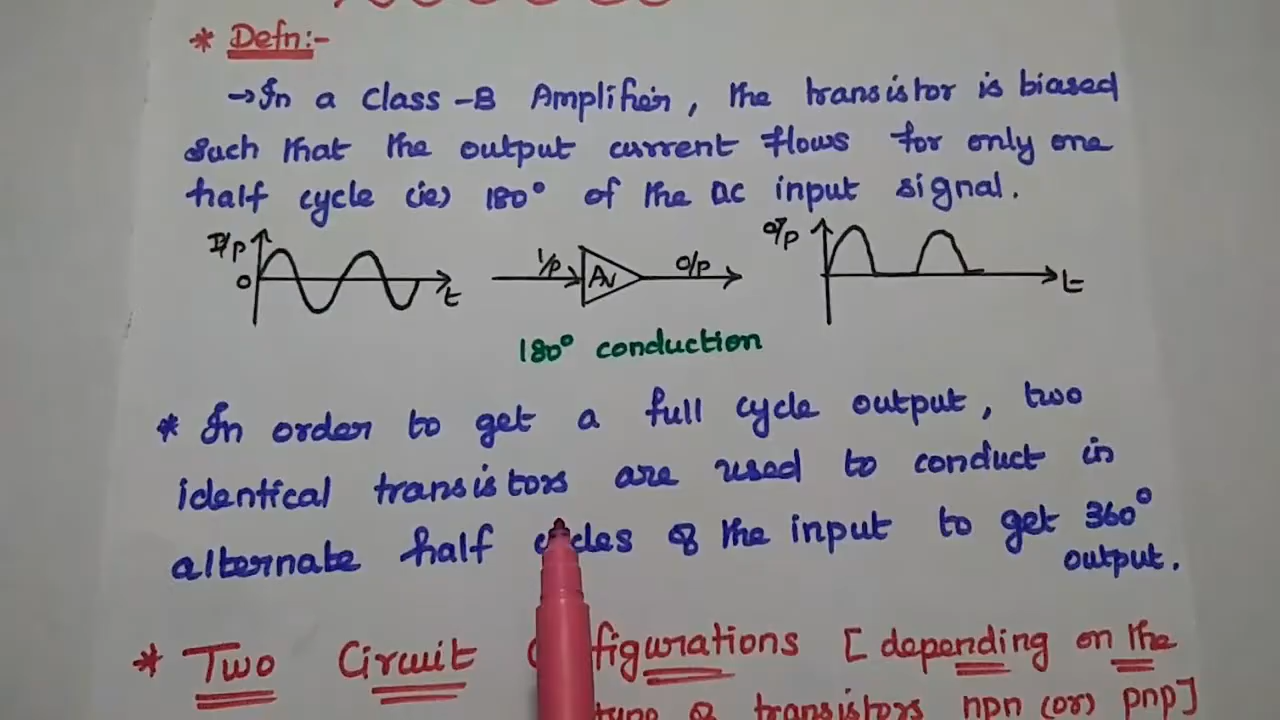 * Defn:-
→In a Class-B Amplifier, the transistor is biased
such that the output current flows for only one
half cycle (ie) 180° of the ac input signal.
I/p
0
t
I/p
Av
O/p
O/p
t
180° conduction
* In order to get a full cycle output, two
identical transistors are used to conduct in
alternate half cycles of the input to get 360°
output.
* Two Circuit Configurations [depending on the
type of transistors npn (or) pnp]